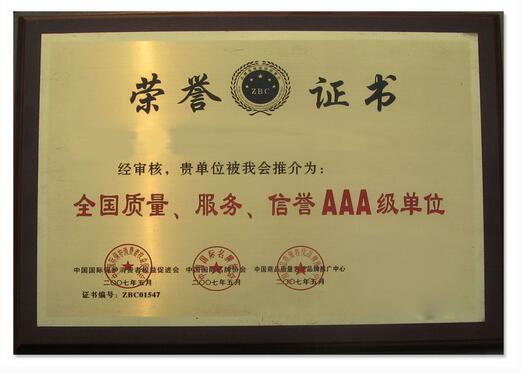 荣誉 ZBC 证书
经审核，贵单位被我会推介为：
全国质量、服务、信誉AAA级单位
中国国际保护消费者权益促进会 中国国际名牌协会 中国商品质量著名品牌推广中心
二〇〇七年五月 二〇〇七年五月 二〇〇七年五月
证书编号：ZBC01547